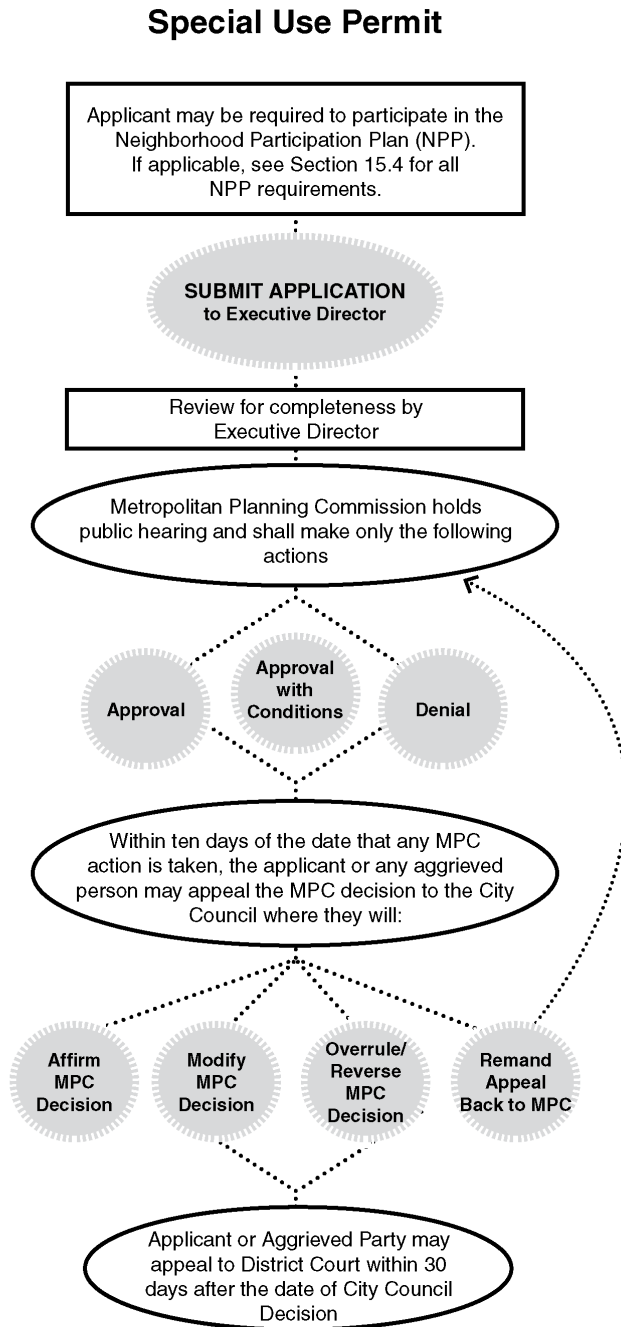 Special Use Permit
Applicant may be required to participate in the
Neighborhood Participation Plan (NPP).
If applicable, see Section 15.4 for all
NPP requirements.
SUBMIT APPLICATION
to Executive Director
Review for completeness by
Executive Director
Metropolitan Planning Commission holds
public hearing and shall make only the following
actions
Approval
Approval
with
Conditions
Denial
Within ten days of the date that any MPC
action is taken, the applicant or any aggrieved
person may appeal the MPC decision to the City
Council where they will:
Affirm
MPC
Decision
Modify
MPC
Decision
Overrule/
Reverse
MPC
Decision
Remand
Appeal
Back to MPC
Applicant or Aggrieved Party may
appeal to District Court within 30
days after the date of City Council
Decision